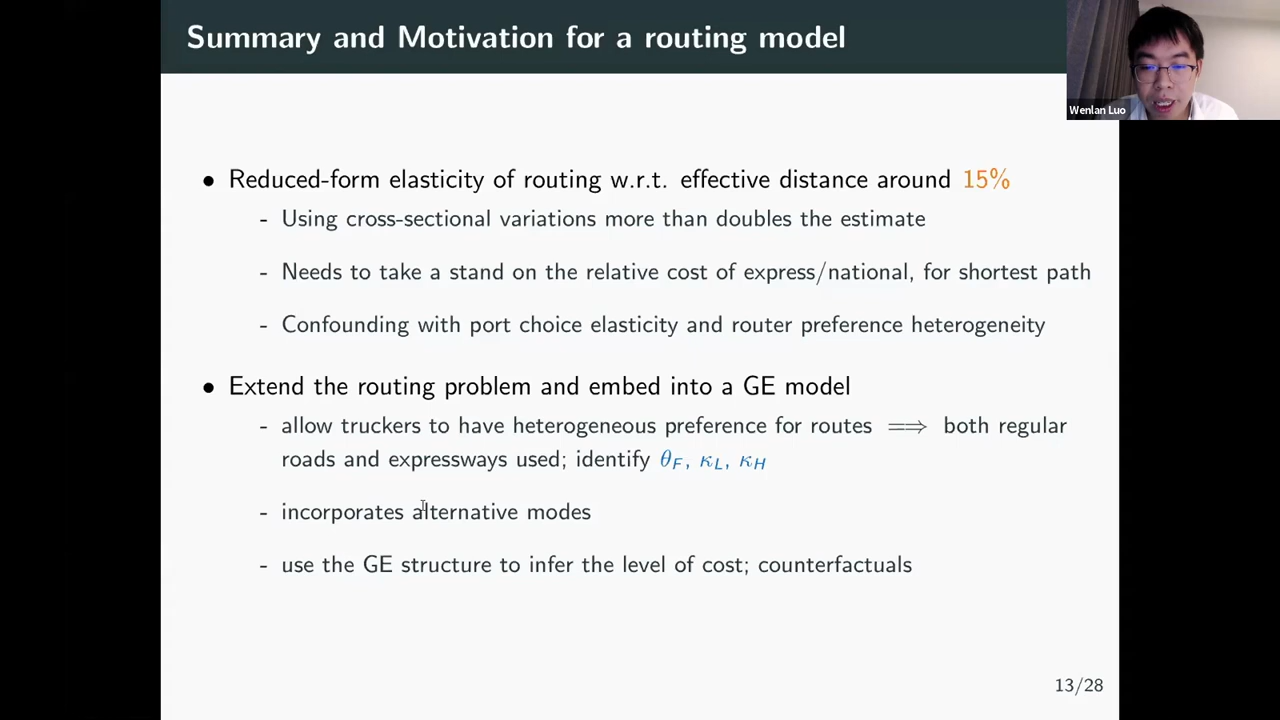 Summary and Motivation for a routing model
Wenlan Luo
• Reduced-form elasticity of routing w.r.t. effective distance around 15%
- Using cross-sectional variations more than doubles the estimate
- Needs to take a stand on the relative cost of express/national, for shortest path
- Confounding with port choice elasticity and router preference heterogeneity
• Extend the routing problem and embed into a GE model
- allow truckers to have heterogeneous preference for routes ⟹ both regular
roads and expressways used; identify θ_F, κ_L, κ_H
- incorporates alternative modes
- use the GE structure to infer the level of cost; counterfactuals
13/28